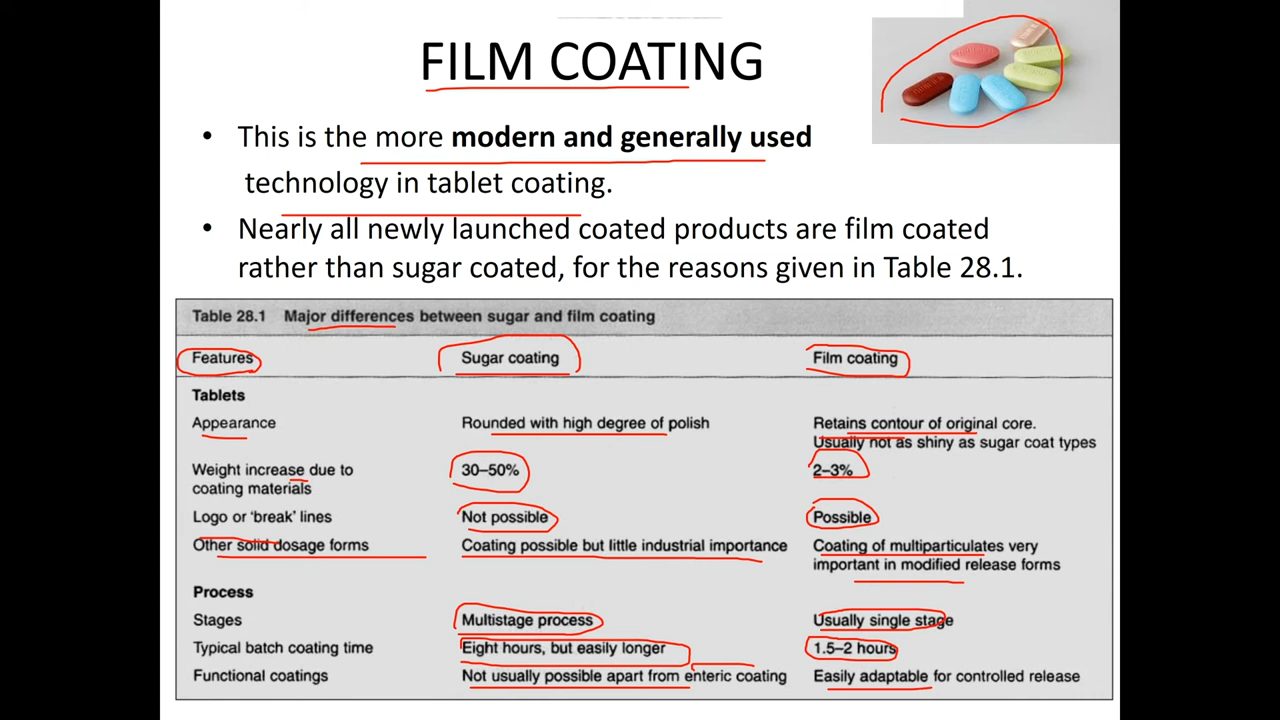 FILM COATING
• This is the more modern and generally used
technology in tablet coating.
• Nearly all newly launched coated products are film coated
rather than sugar coated, for the reasons given in Table 28.1.
Table 28.1 Major differences between sugar and film coating
Features Sugar coating Film coating
Tablets
Appearance Rounded with high degree of polish Retains contour of original core.
Usually not as shiny as sugar coat types
Weight increase due to 30–50% 2–3%
coating materials
Logo or 'break' lines Not possible Possible
Other solid dosage forms Coating possible but little industrial importance Coating of multiparticulates very
important in modified release forms
Process
Stages Multistage process Usually single stage
Typical batch coating time Eight hours, but easily longer 1.5–2 hours
Functional coatings Not usually possible apart from enteric coating Easily adaptable for controlled release